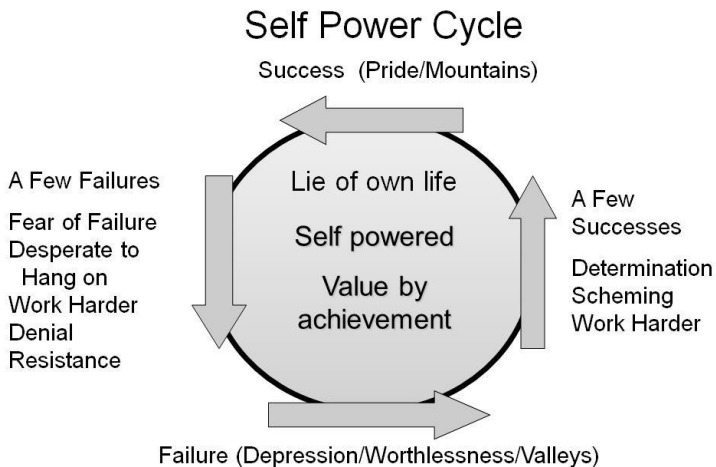 Self Power Cycle
Success (Pride/Mountains)
A Few Failures
Fear of Failure
Desperate to
Hang on
Work Harder
Denial
Resistance
Lie of own life
Self powered
Value by
achievement
A Few
Successes
Determination
Scheming
Work Harder
Failure (Depression/Worthlessness/Valleys)